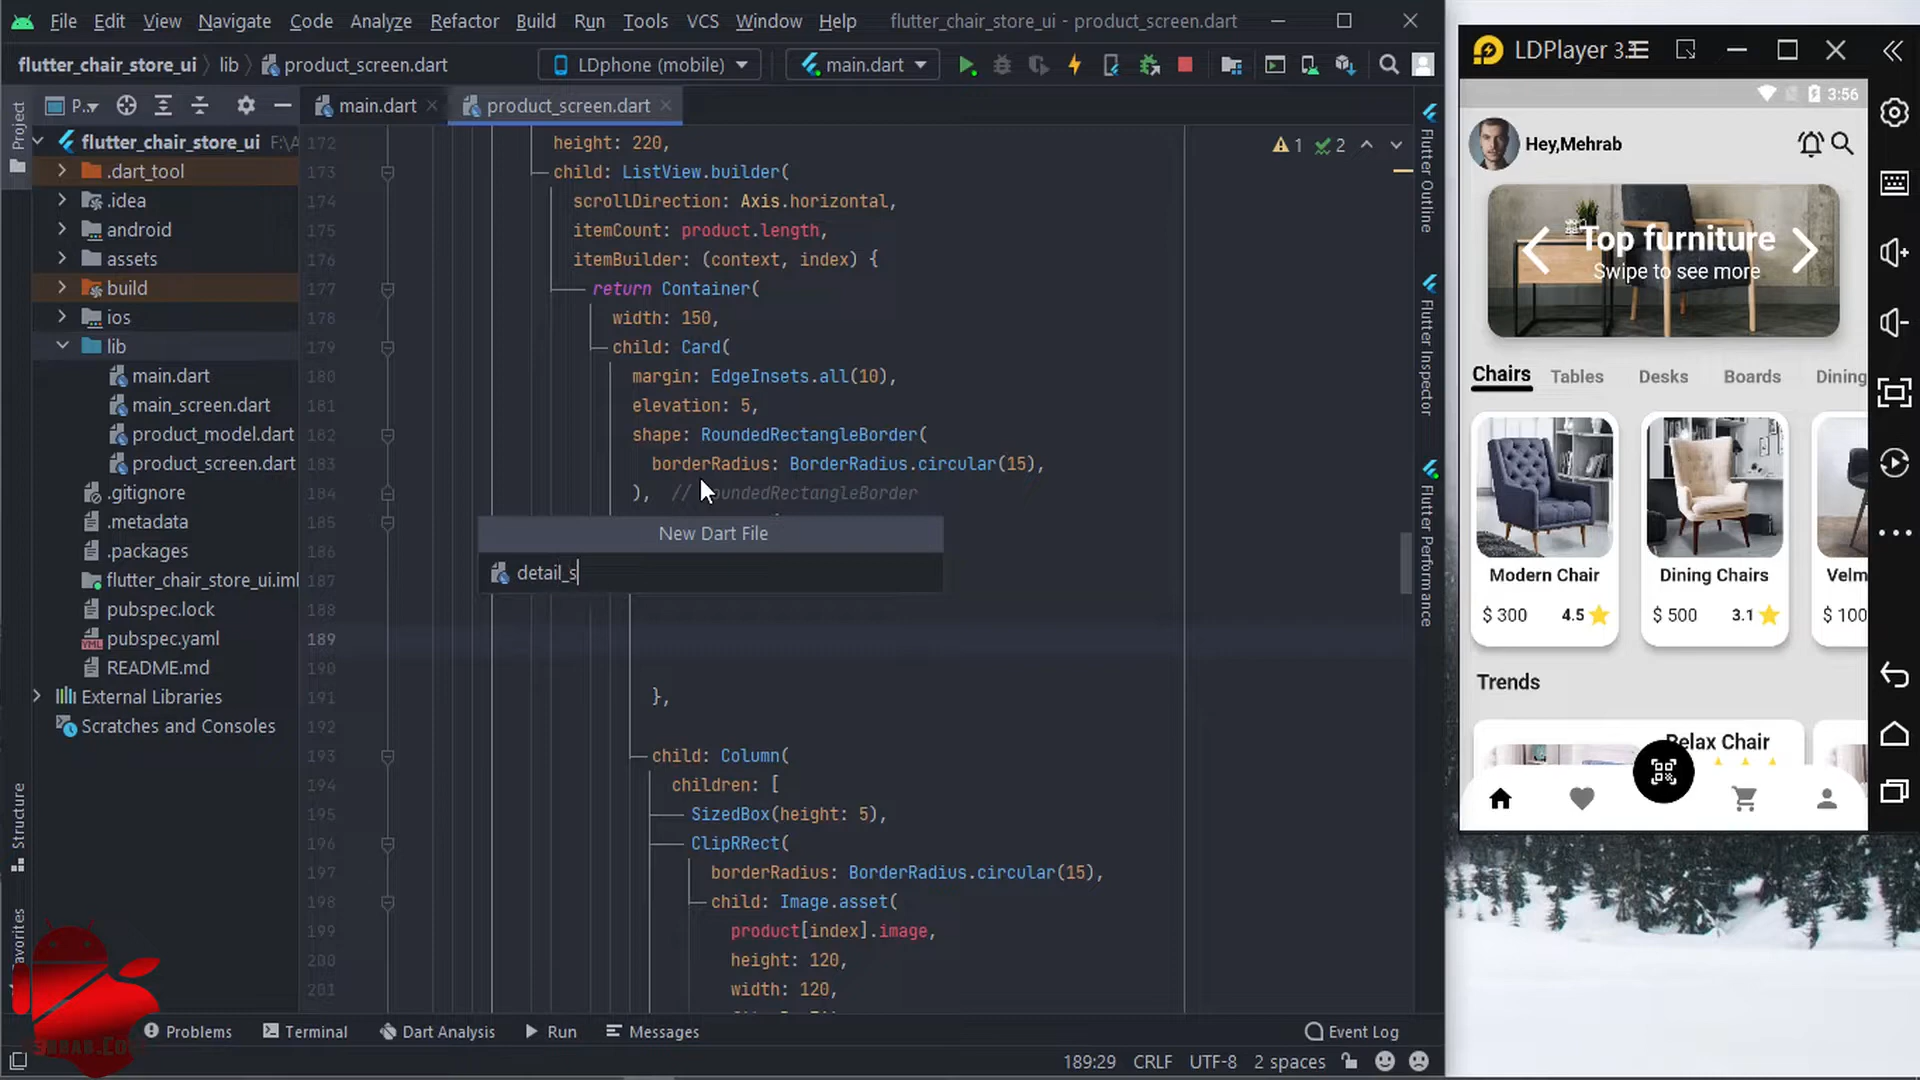 File Edit View Navigate Code Analyze Refactor Build Run Tools VCS Window Help flutter_chair_store_ui - product_screen.dart
flutter_chair_store_ui lib product_screen.dart LDphone (mobile) main.dart
Project P... main.dart product_screen.dart
flutter_chair_store_ui F:\A
.dart_tool
.idea
android
assets
build
ios
lib
main.dart
main_screen.dart
product_model.dart
product_screen.dart
.gitignore
.metadata
.packages
flutter_chair_store_ui.iml
pubspec.lock
pubspec.yaml
README.md
External Libraries
Scratches and Consoles
Structure
172 height: 220,
173 child: ListView.builder(
174 scrollDirection: Axis.horizontal,
175 itemCount: product.length,
176 itemBuilder: (context, index) {
177 return Container(
178 width: 150,
179 child: Card(
180 margin: EdgeInsets.all(10),
181 elevation: 5,
182 shape: RoundedRectangleBorder(
183 borderRadius: BorderRadius.circular(15),
184 ), // RoundedRectangleBorder
185
New Dart File
186
detail_s
187
188
189
190
191 },
192
193 child: Column(
194 children: [
195 SizedBox(height: 5),
196 ClipRRect(
197 borderRadius: BorderRadius.circular(15),
198 child: Image.asset(
199 product[index].image,
200 height: 120,
201 width: 120,
1 2
Flutter Outline
Flutter Inspector
Flutter Performance
Problems Terminal Dart Analysis Run Messages Event Log
189:29 CRLF UTF-8 2 spaces
LDPlayer
3:56
Hey,Mehrab
Top furniture
Swipe to see more
Chairs Tables Desks Boards Dining
Modern Chair Dining Chairs Velm
$ 300 4.5 $ 500 3.1 $ 100
Trends
Relax Chair